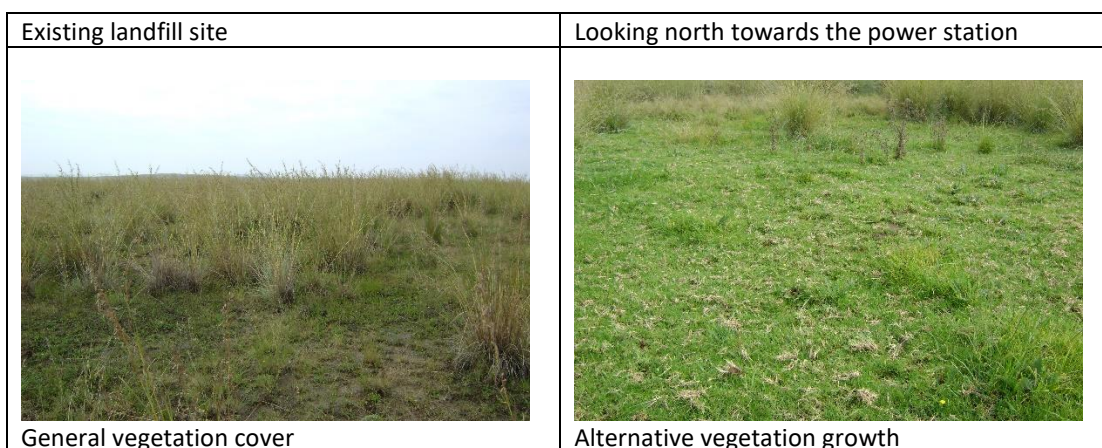 Existing landfill site
Looking north towards the power station
General vegetation cover
Alternative vegetation growth